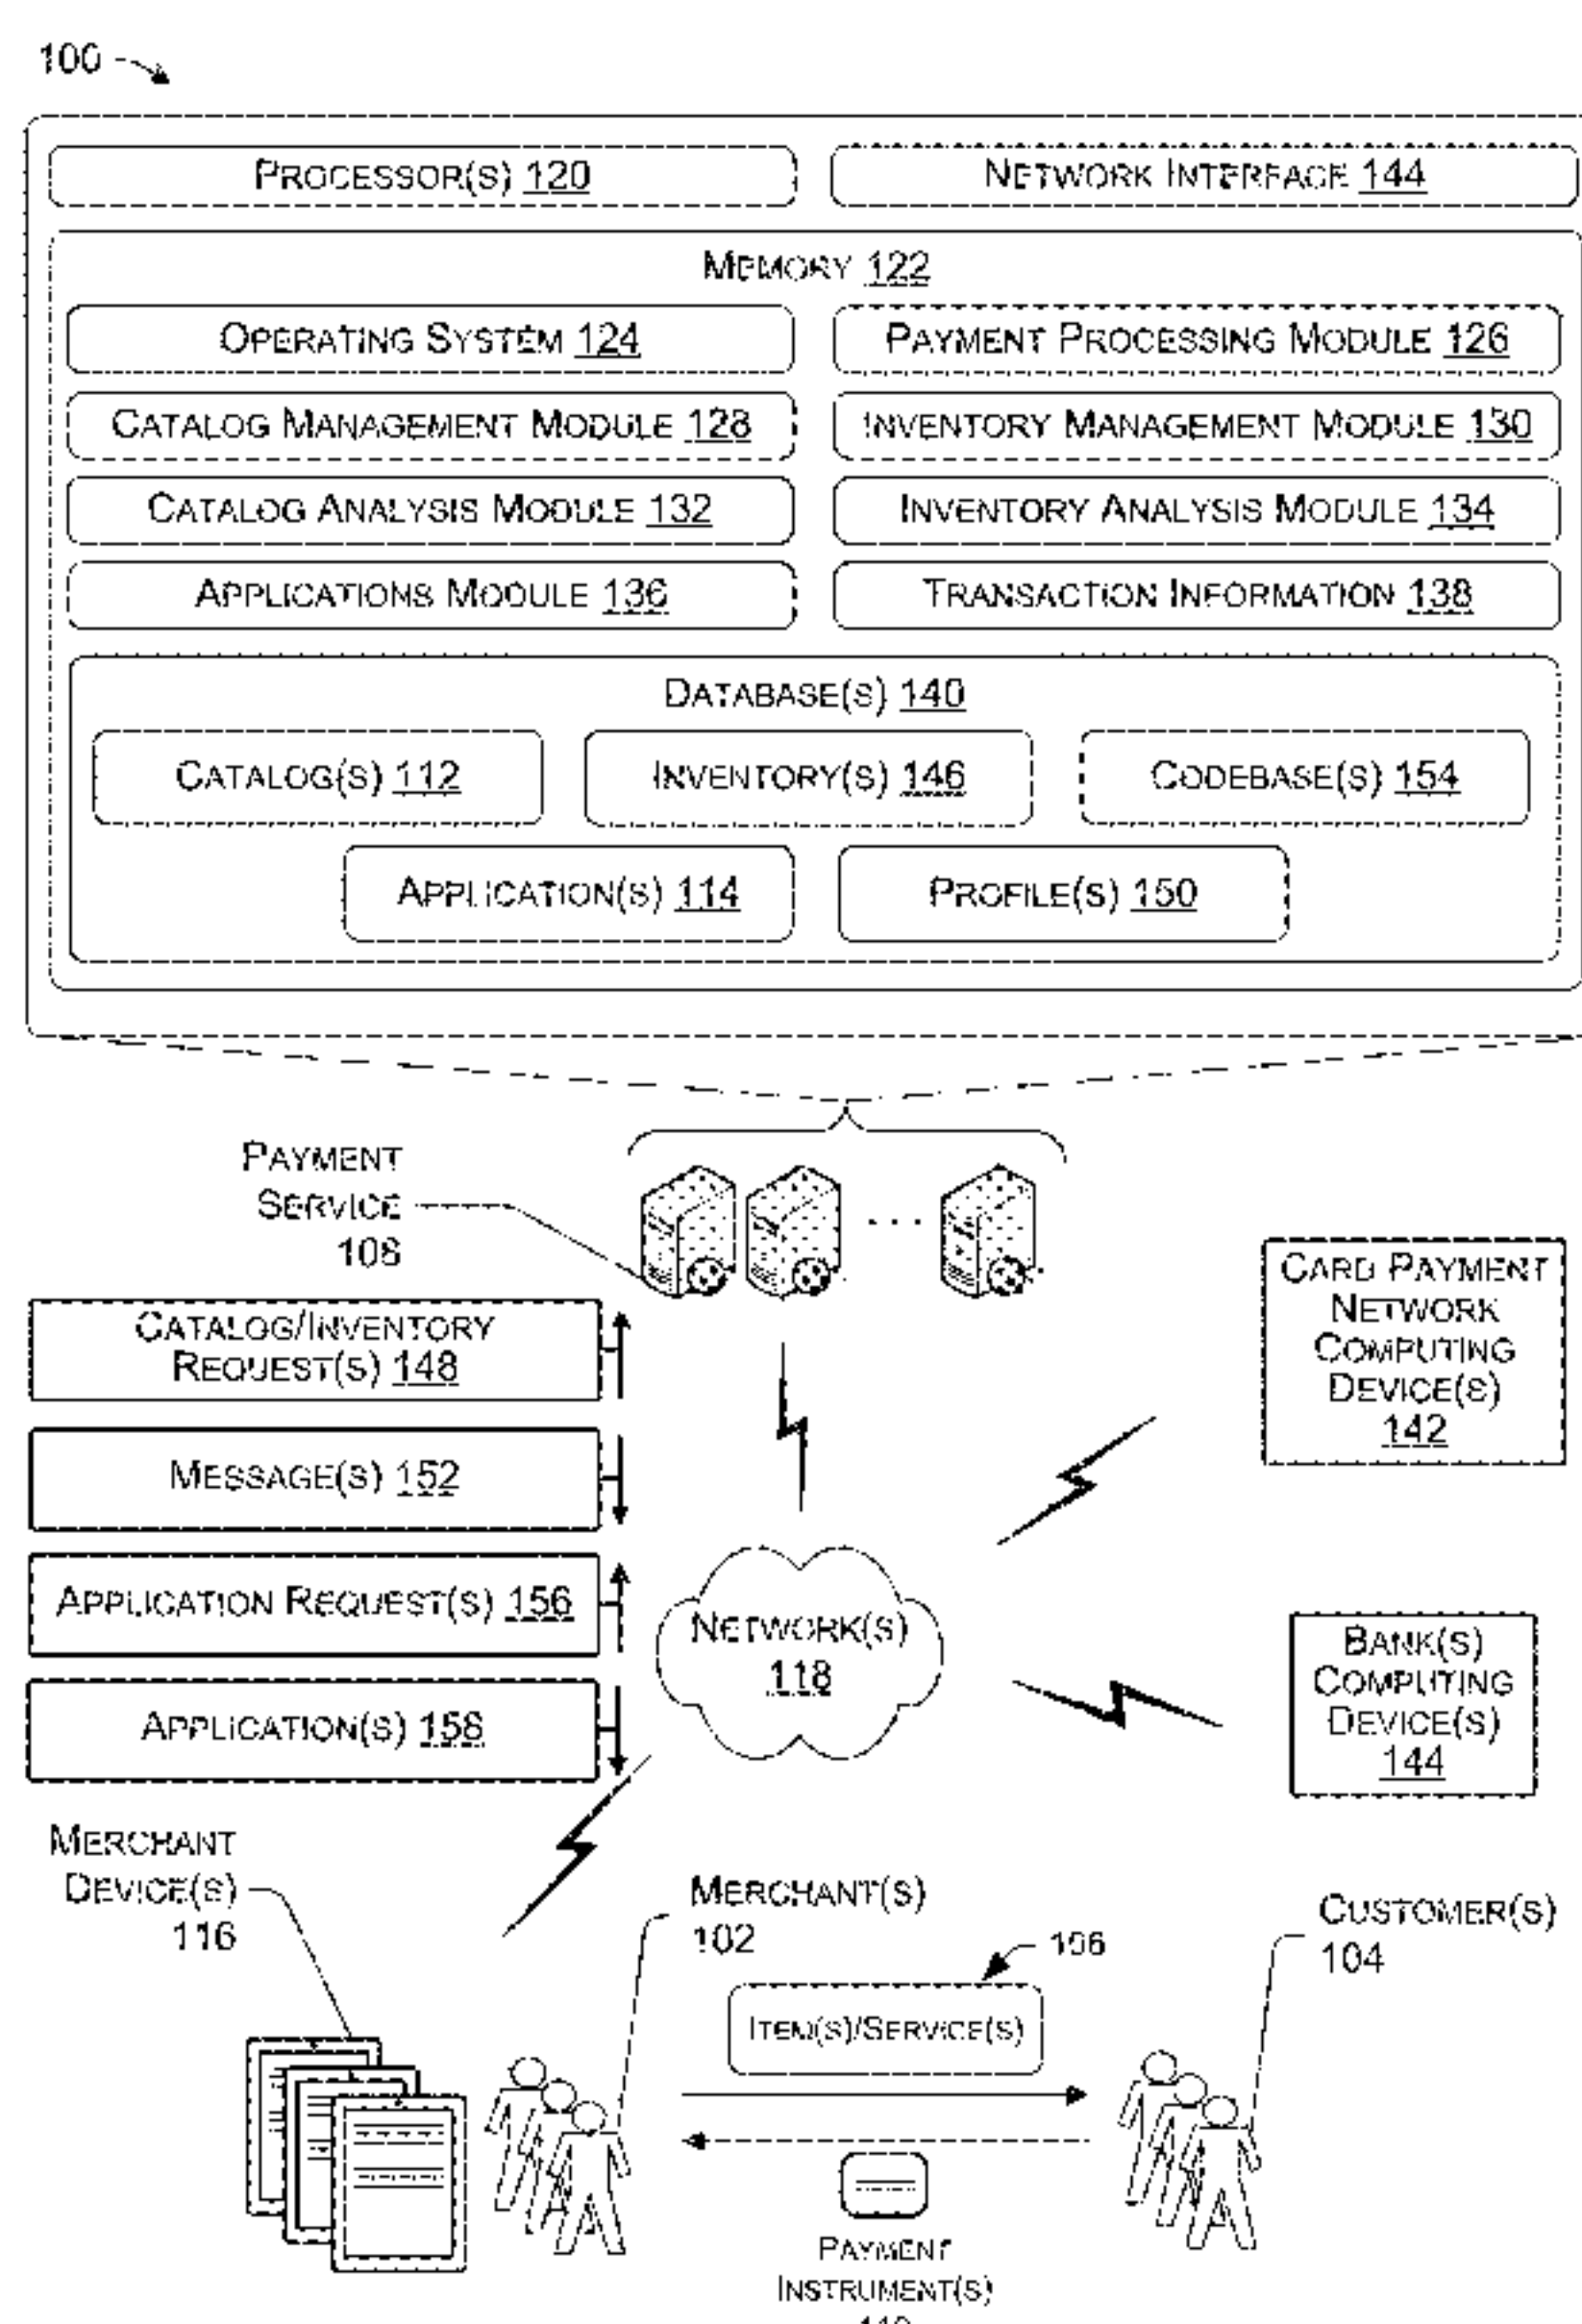 100
PROCESSOR(S) 120
NETWORK INTERFACE 144
MEMORY 122
OPERATING SYSTEM 124
PAYMENT PROCESSING MODULE 126
CATALOG MANAGEMENT MODULE 128
INVENTORY MANAGEMENT MODULE 130
CATALOG ANALYSIS MODULE 132
INVENTORY ANALYSIS MODULE 134
APPLICATIONS MODULE 136
TRANSACTION INFORMATION 138
DATABASE(S) 140
CATALOG(S) 112
INVENTORY(S) 146
CODEBASE(S) 154
APPLICATION(S) 114
PROFILE(S) 150
PAYMENT
SERVICE
108
CATALOG/INVENTORY
REQUEST(S) 148
MESSAGE(S) 152
APPLICATION REQUEST(S) 156
APPLICATION(S) 158
CARD PAYMENT
NETWORK
COMPUTING
DEVICE(S)
142
NETWORK(S)
118
BANK(S)
COMPUTING
DEVICE(S)
144
MERCHANT
DEVICE(S)
116
MERCHANT(S)
102
106
ITEM(S)/SERVICE(S)
CUSTOMER(S)
104
PAYMENT
INSTRUMENT(S)